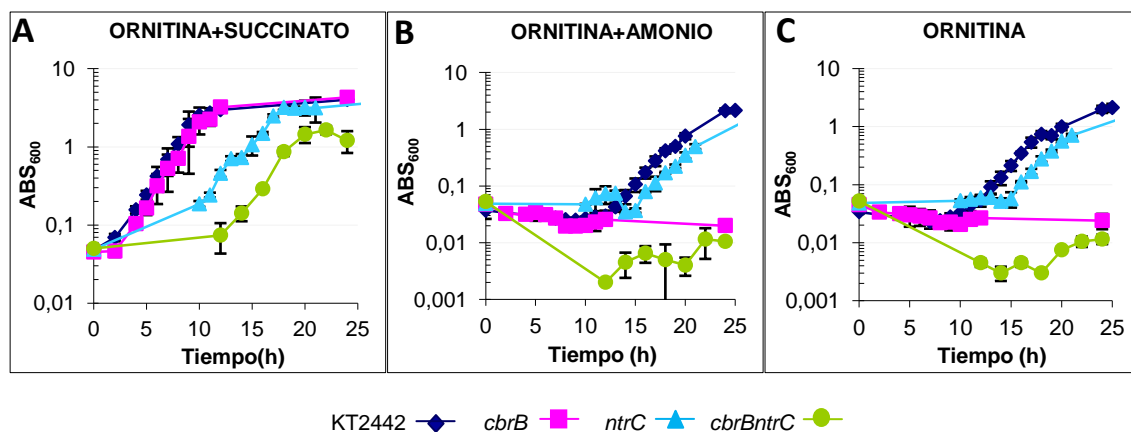 A ORNITINA+SUCCINATO
10
1
0,1
0,01
ABS600
0 5 10 15 20 25
Tiempo(h)
B ORNITINA+AMONIO
10
1
0,1
0,01
0,001
ABS600
0 5 10 15 20 25
Tiempo (h)
C ORNITINA
10
1
0,1
0,01
0,001
ABS600
0 5 10 15 20 25
Tiempo (h)
KT2442 cbrB ntrC cbrBntrC